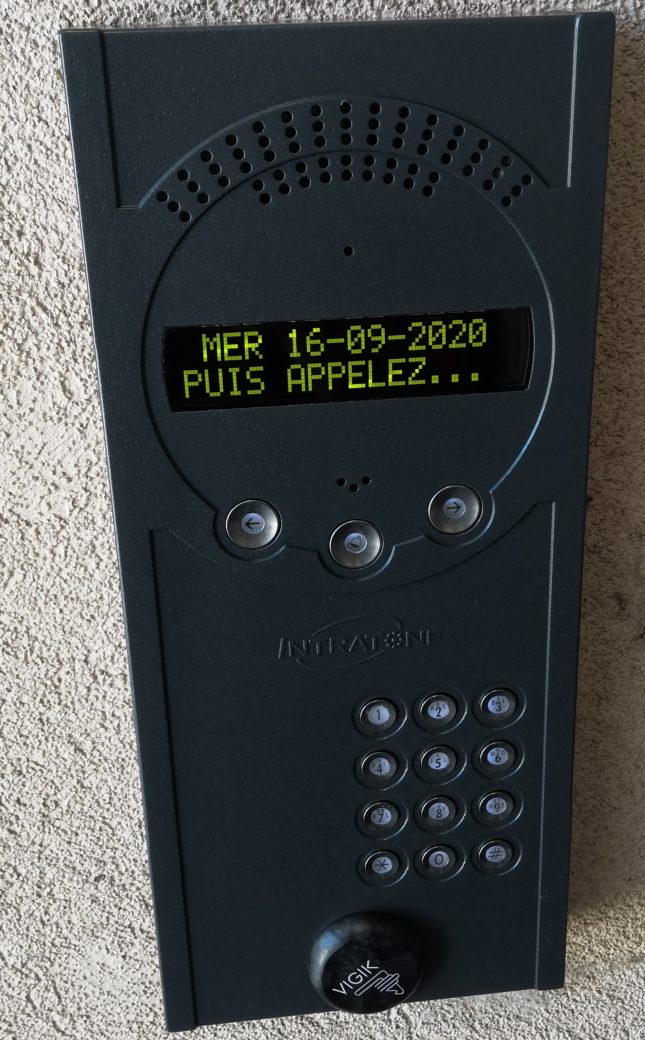 MER 16-09-2020
PUIS APPELEZ...
INTRATONE
1 2 3
4 5 6
7 8 9
* 0 #
VIGIK